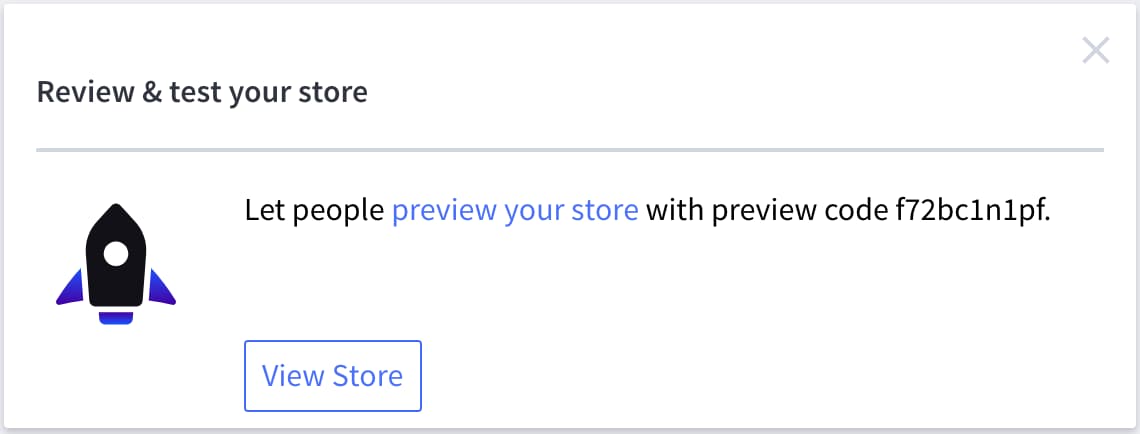 Review & test your store
Let people preview your store with preview code f72bc1n1pf.
View Store